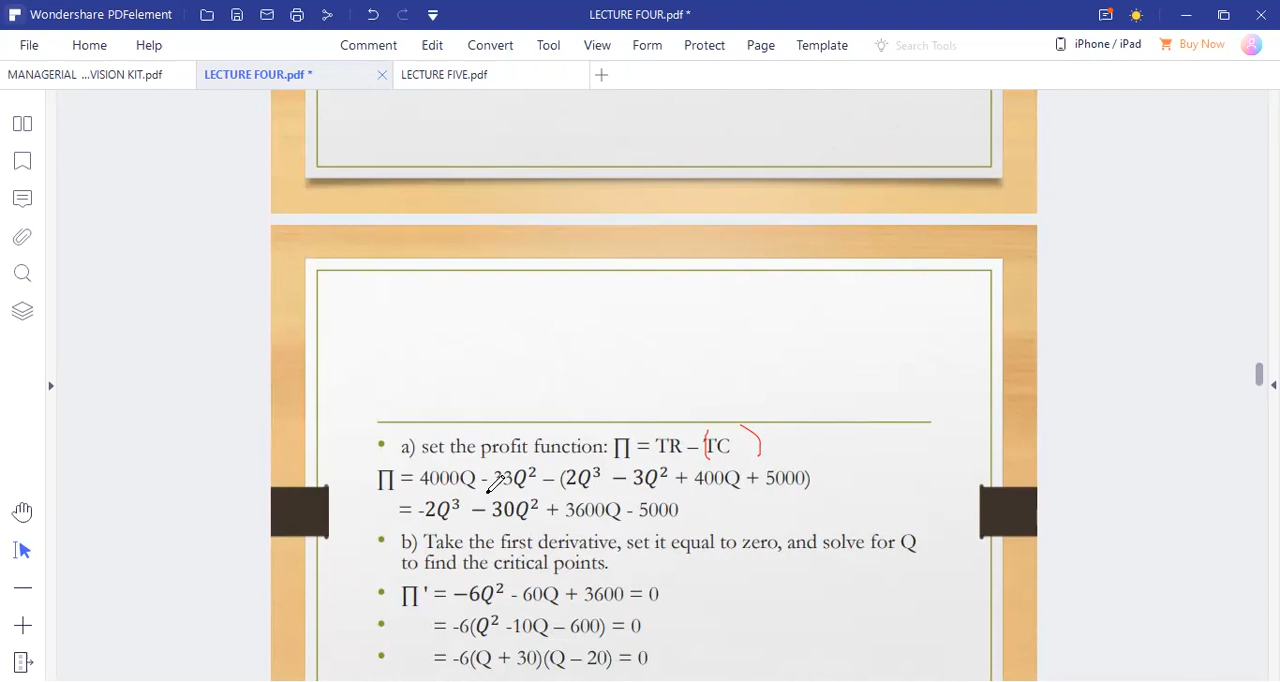 Wondershare PDFelement
LECTURE FOUR.pdf *
File Home Help Comment Edit Convert Tool View Form Protect Page Template Search Tools iPhone / iPad Buy Now
MANAGERIAL ...VISION KIT.pdf LECTURE FOUR.pdf * LECTURE FIVE.pdf
• a) set the profit function: ∏ = TR – (TC )
∏ = 4000Q - 33Q² – (2Q³ − 3Q² + 400Q + 5000)
= -2Q³ − 30Q² + 3600Q - 5000
• b) Take the first derivative, set it equal to zero, and solve for Q
to find the critical points.
• ∏ ' = −6Q² - 60Q + 3600 = 0
• = -6(Q² -10Q – 600) = 0
• = -6(Q + 30)(Q – 20) = 0